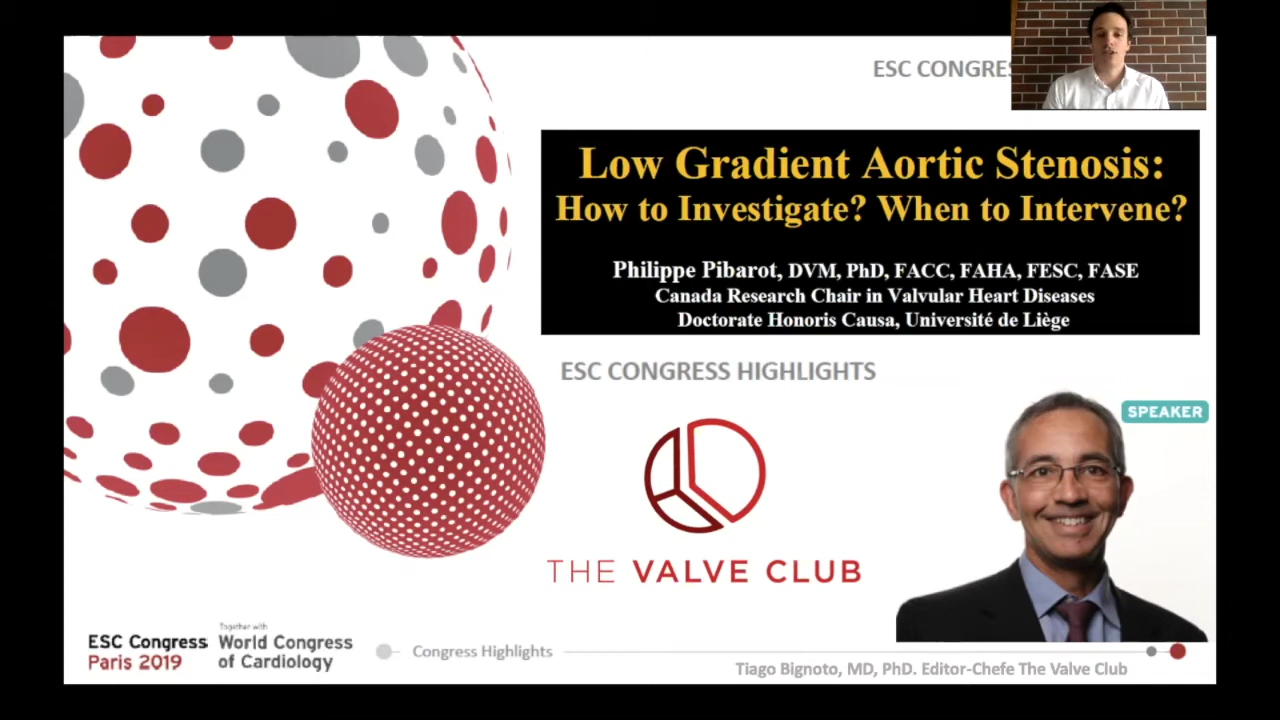 ESC CONGRES
Low Gradient Aortic Stenosis:
How to Investigate? When to Intervene?
Philippe Pibarot, DVM, PhD, FACC, FAHA, FESC, FASE
Canada Research Chair in Valvular Heart Diseases
Doctorate Honoris Causa, Université de Liège
ESC CONGRESS HIGHLIGHTS
SPEAKER
THE VALVE CLUB
ESC Congress
Paris 2019
Together with
World Congress
of Cardiology
Congress Highlights
Tiago Bignoto, MD, PhD. Editor-Chefe The Valve Club